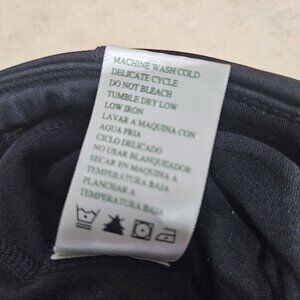 MACHINE WASH COLD
DELICATE CYCLE
DO NOT BLEACH
TUMBLE DRY LOW
LOW IRON
LAVAR A MAQUINA CON
AGUA FRIA
CICLO DELICADO
NO USAR BLANQUEADOR
SECAR EN MAQUINA A
TEMPERATURA BAJA
PLANCHAR A
TEMPERATURA BAJA